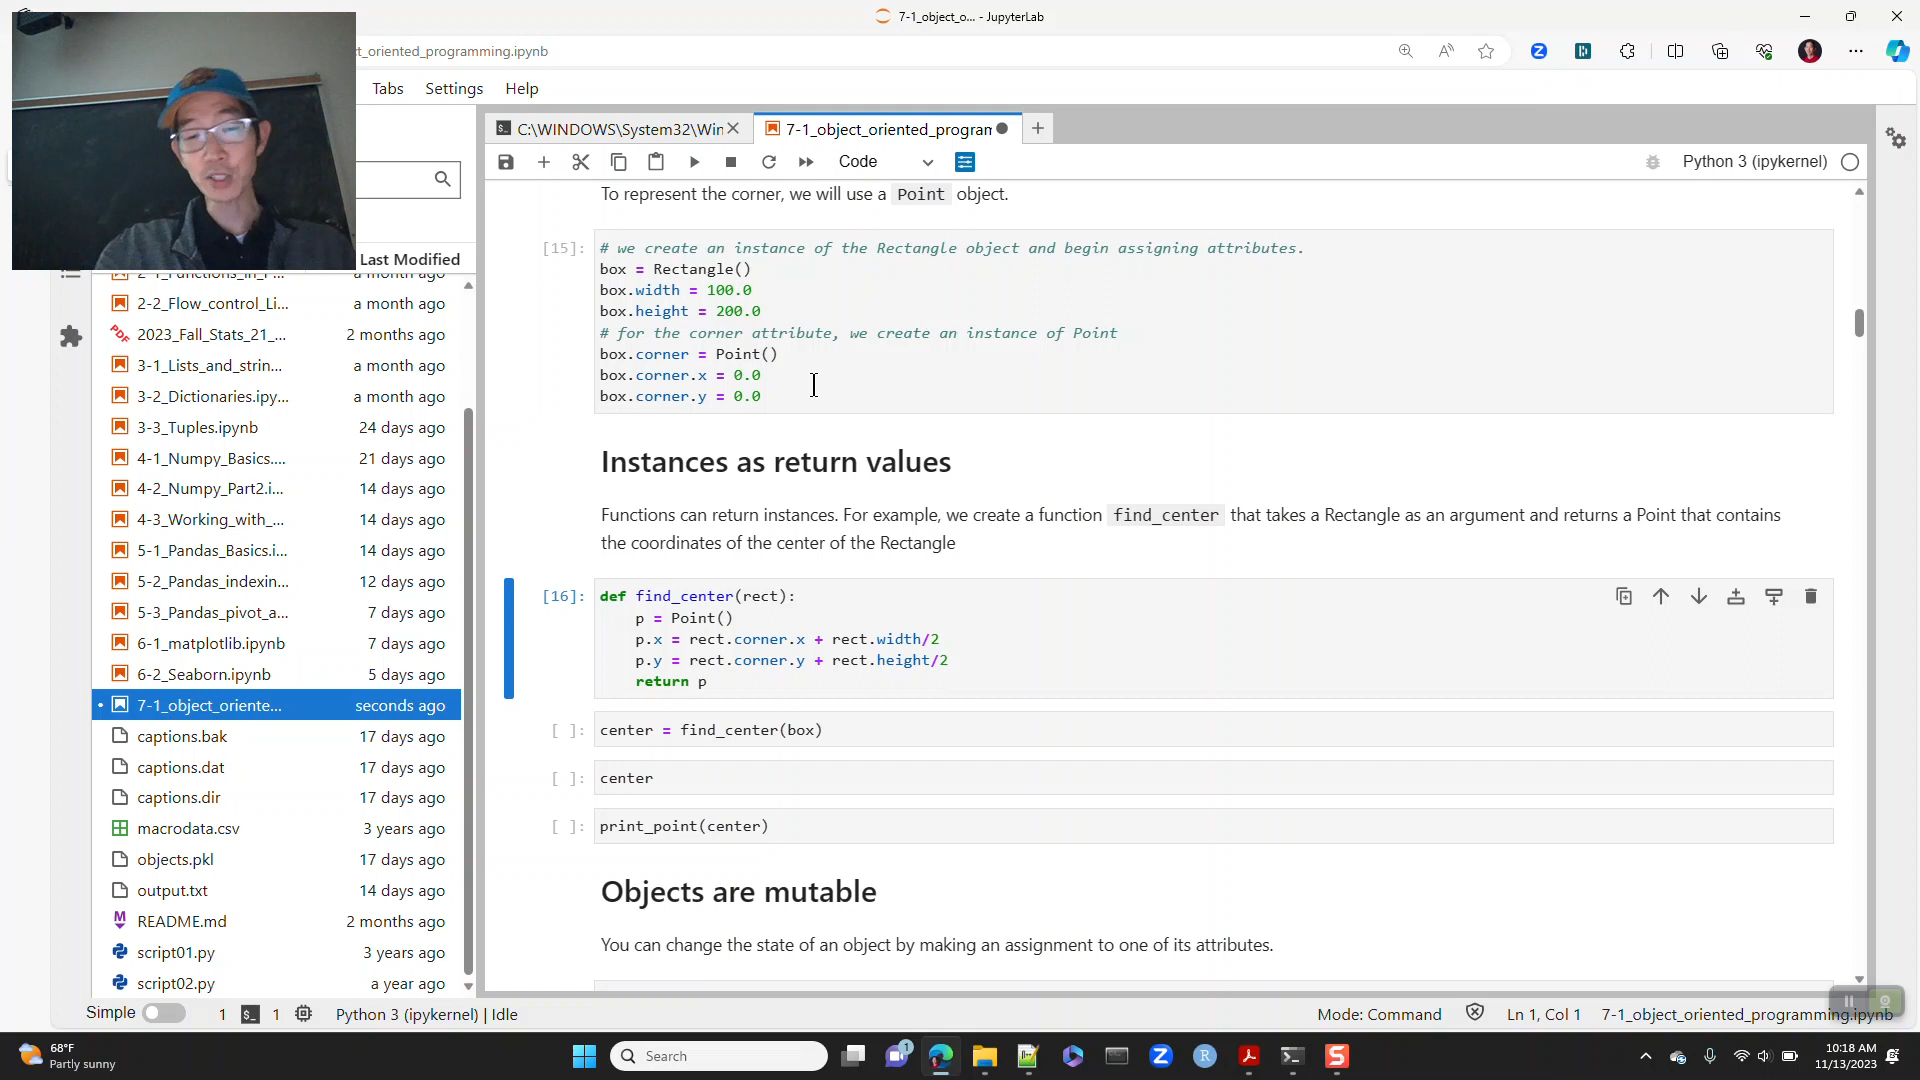 7-1_object_o... - JupyterLab
t_oriented_programming.ipynb
Tabs Settings Help
C:\WINDOWS\System32\Win
7-1_object_oriented_program
Code
Python 3 (ipykernel)
Last Modified
a month ago
2-2_Flow_control_Li... a month ago
2023_Fall_Stats_21_... 2 months ago
3-1_Lists_and_strin... a month ago
3-2_Dictionaries.ipy... a month ago
3-3_Tuples.ipynb 24 days ago
4-1_Numpy_Basics.... 21 days ago
4-2_Numpy_Part2.i... 14 days ago
4-3_Working_with_... 14 days ago
5-1_Pandas_Basics.i... 14 days ago
5-2_Pandas_indexin... 12 days ago
5-3_Pandas_pivot_a... 7 days ago
6-1_matplotlib.ipynb 7 days ago
6-2_Seaborn.ipynb 5 days ago
7-1_object_oriente... seconds ago
captions.bak 17 days ago
captions.dat 17 days ago
captions.dir 17 days ago
macrodata.csv 3 years ago
objects.pkl 17 days ago
output.txt 14 days ago
README.md 2 months ago
script01.py 3 years ago
script02.py a year ago
To represent the corner, we will use a Point object.
[15]: # we create an instance of the Rectangle object and begin assigning attributes.
box = Rectangle()
box.width = 100.0
box.height = 200.0
# for the corner attribute, we create an instance of Point
box.corner = Point()
box.corner.x = 0.0
box.corner.y = 0.0
Instances as return values
Functions can return instances. For example, we create a function find_center that takes a Rectangle as an argument and returns a Point that contains
the coordinates of the center of the Rectangle
[16]: def find_center(rect):
p = Point()
p.x = rect.corner.x + rect.width/2
p.y = rect.corner.y + rect.height/2
return p
[ ]: center = find_center(box)
[ ]: center
[ ]: print_point(center)
Objects are mutable
You can change the state of an object by making an assignment to one of its attributes.
Simple 1 1 Python 3 (ipykernel) | Idle
Mode: Command Ln 1, Col 1 7-1_object_oriented_programming.ipynb
68°F
Partly sunny
Search
1
10:18 AM
11/13/2023